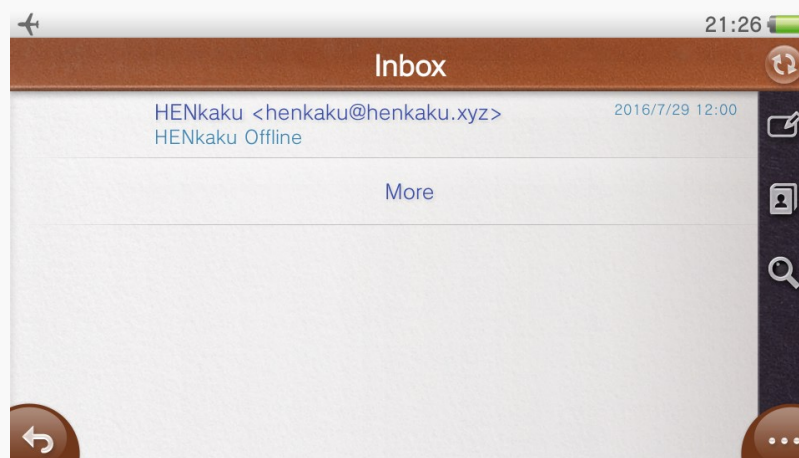 21:26
Inbox
HENkaku <henkaku@henkaku.xyz>
2016/7/29 12:00
HENkaku Offline
More